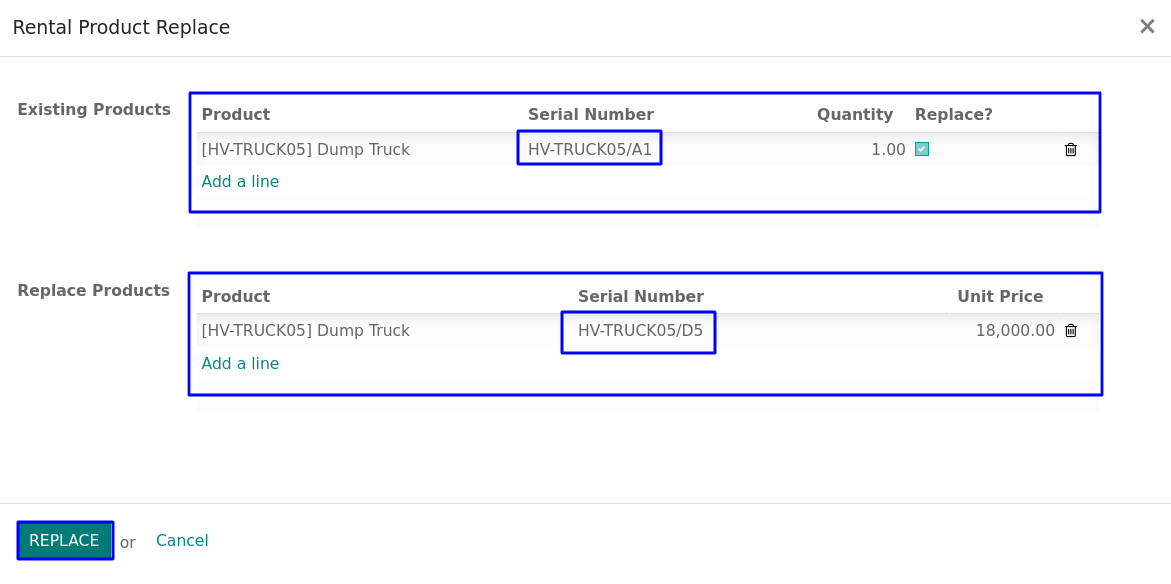 Rental Product Replace ×
Existing Products
Product Serial Number Quantity Replace?
[HV-TRUCK05] Dump Truck HV-TRUCK05/A1 1.00
Add a line
Replace Products
Product Serial Number Unit Price
[HV-TRUCK05] Dump Truck HV-TRUCK05/D5 18,000.00
Add a line
REPLACE or Cancel